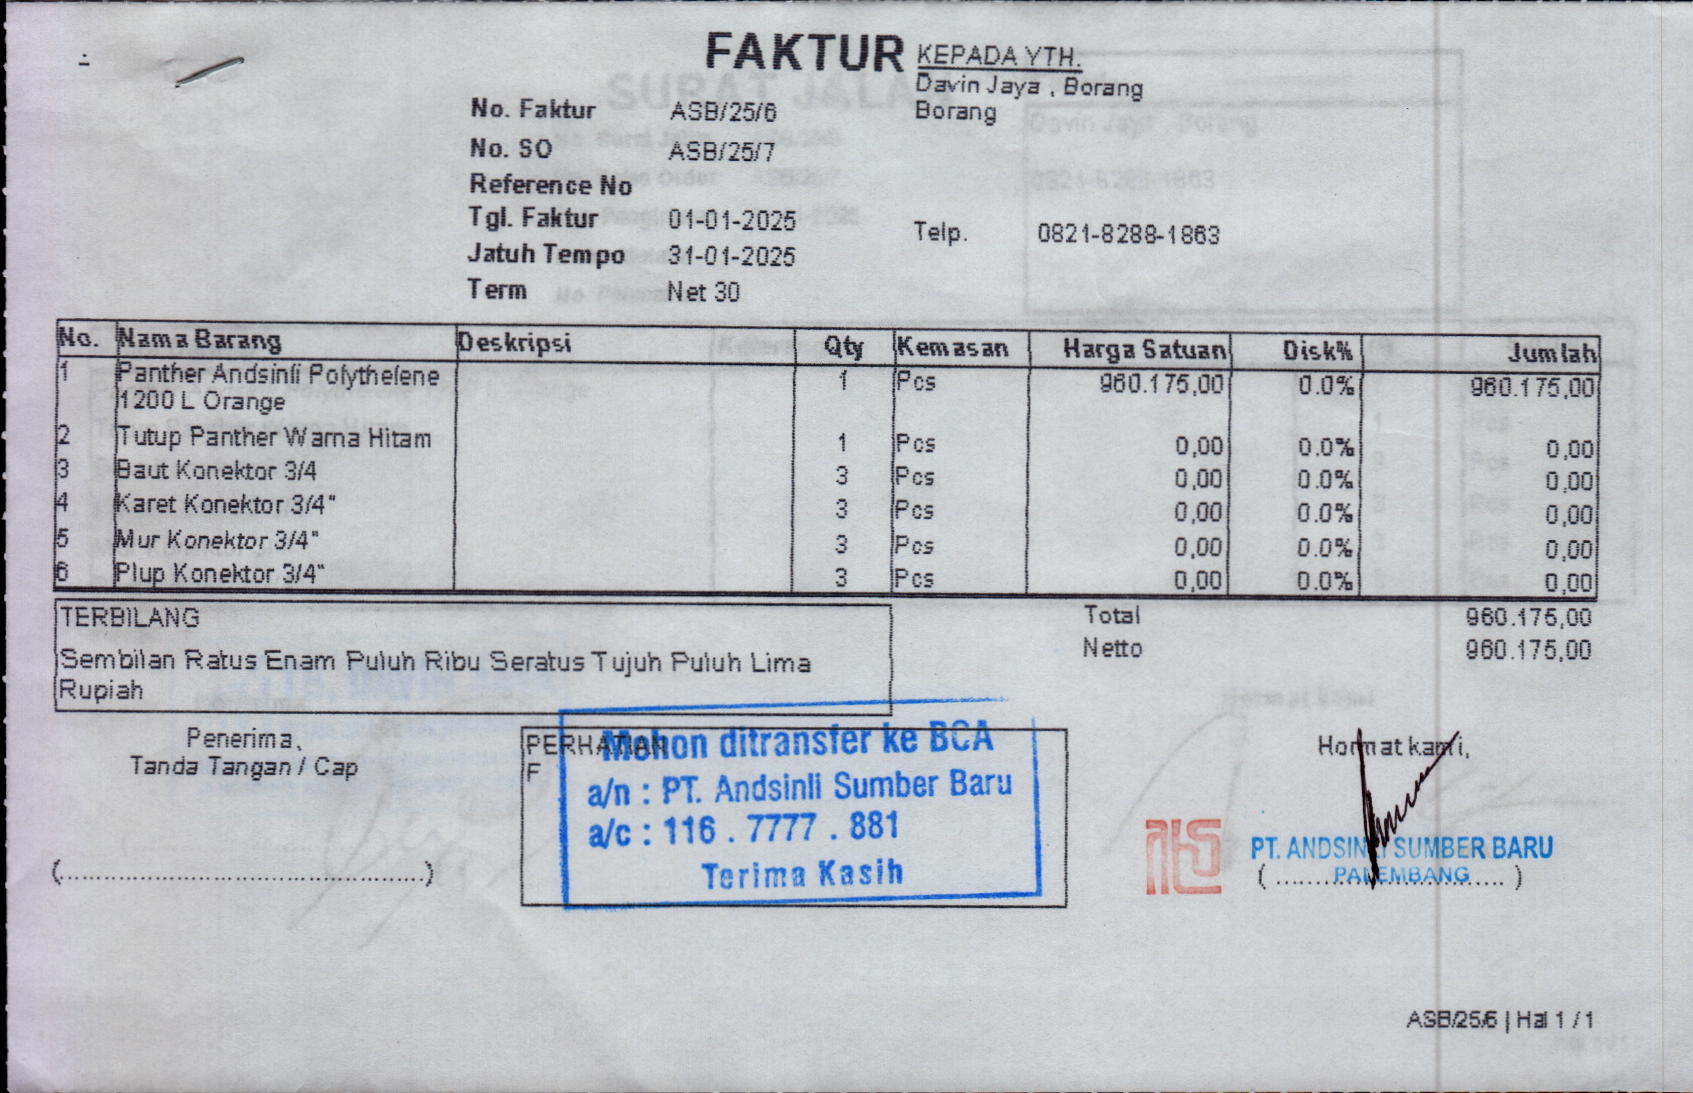 FAKTUR
KEPADA YTH.
Davin Jaya , Borang
Borang
No. Faktur ASB/25/6
No. SO ASB/25/7
Reference No
Tgl. Faktur 01-01-2025
Telp. 0821-8288-1863
Jatuh Tempo 31-01-2025
Term Net 30
No. Nama Barang Deskripsi Qty Kemasan Harga Satuan Disk% Jumlah
1 Panther Andsinli Polythelene 1 Pcs 960.175,00 0.0% 960.175,00
1200 L Orange
2 Tutup Panther Warna Hitam 1 Pcs 0,00 0.0% 0,00
3 Baut Konektor 3/4 3 Pcs 0,00 0.0% 0,00
4 Karet Konektor 3/4" 3 Pcs 0,00 0.0% 0,00
5 Mur Konektor 3/4" 3 Pcs 0,00 0.0% 0,00
6 Plup Konektor 3/4" 3 Pcs 0,00 0.0% 0,00
TERBILANG
Sembilan Ratus Enam Puluh Ribu Seratus Tujuh Puluh Lima
Rupiah
Total 960.175,00
Netto 960.175,00
Penerima,
Tanda Tangan / Cap
(..............................................)
PERHATIAN
F
Mohon ditransfer ke BCA
a/n : PT. Andsinli Sumber Baru
a/c : 116 . 7777 . 881
Terima Kasih
Hormat kami,
PT. ANDSINLI SUMBER BARU
PALEMBANG
( ............................. )
ASB/25/6 | Hal 1 / 1